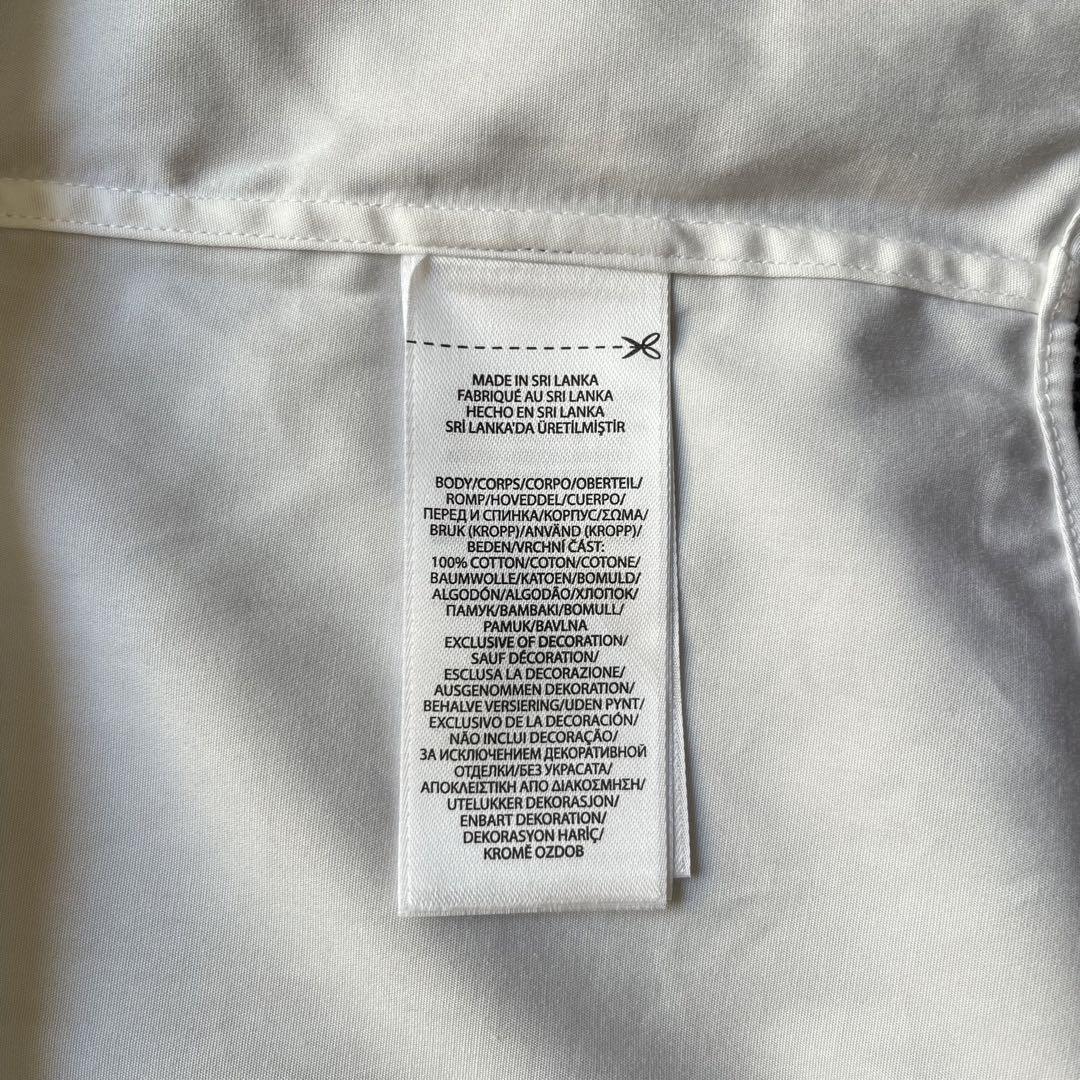 MADE IN SRI LANKA
FABRIQUÉ AU SRI LANKA
HECHO EN SRI LANKA
SRİ LANKA'DA ÜRETİLMİŞTİR
BODY/CORPS/CORPO/OBERTEIL/
ROMP/HOVEDDEL/CUERPO/
ПЕРЕД И СПИНКА/КОРПУС/ΣΩΜΑ/
BRUK (KROPP)/ANVÄND (KROPP)/
BEDEN/VRCHNÍ ČÁST:
100% COTTON/COTON/COTONE/
BAUMWOLLE/KATOEN/BOMULD/
ALGODÓN/ALGODÃO/ХЛОПОК/
ПАМУК/ΒΑΜΒΑΚΙ/BOMULL/
PAMUK/BAVLNA
EXCLUSIVE OF DECORATION/
SAUF DÉCORATION/
ESCLUSA LA DECORAZIONE/
AUSGENOMMEN DEKORATION/
BEHALVE VERSIERING/UDEN PYNT/
EXCLUSIVO DE LA DECORACIÓN/
NÃO INCLUI DECORAÇÃO/
ЗА ИСКЛЮЧЕНИЕМ ДЕКОРАТИВНОЙ
ОТДЕЛКИ/БЕЗ УКРАСАТА/
ΑΠΟΚΛΕΙΣΤΙΚΗ ΑΠΟ ΔΙΑΚΟΣΜΗΣΗ/
UTELUKKER DEKORASJON/
ENBART DEKORATION/
DEKORASYON HARİÇ/
KROMĚ OZDOB